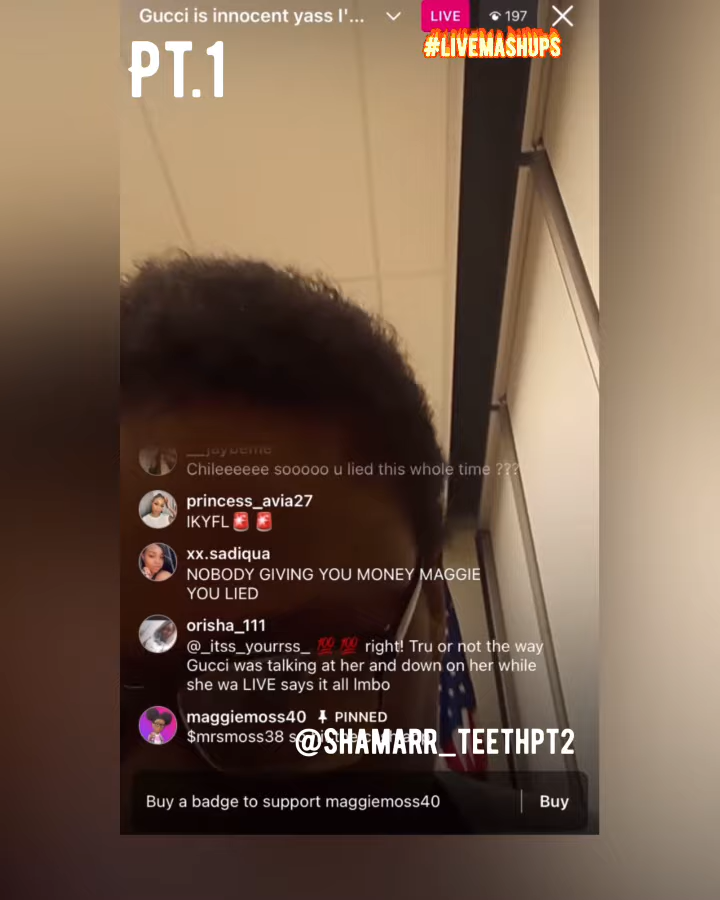 Gucci is innocent yass I'...
LIVE
197
#LIVEMASHUPS
PT.1
__jaybeme
Chileeeeee sooooo u lied this whole time ???
princess_avia27
IKYFL🚨🚨
xx.sadiqua
NOBODY GIVING YOU MONEY MAGGIE
YOU LIED
orisha_111
@_itss_yourrss_ 💯💯 right! Tru or not the way
Gucci was talking at her and down on her while
she wa LIVE says it all lmbo
maggiemoss40 📌 PINNED
$mrsmoss38
@SHAMARR_TEETHPT2
Buy a badge to support maggiemoss40
Buy